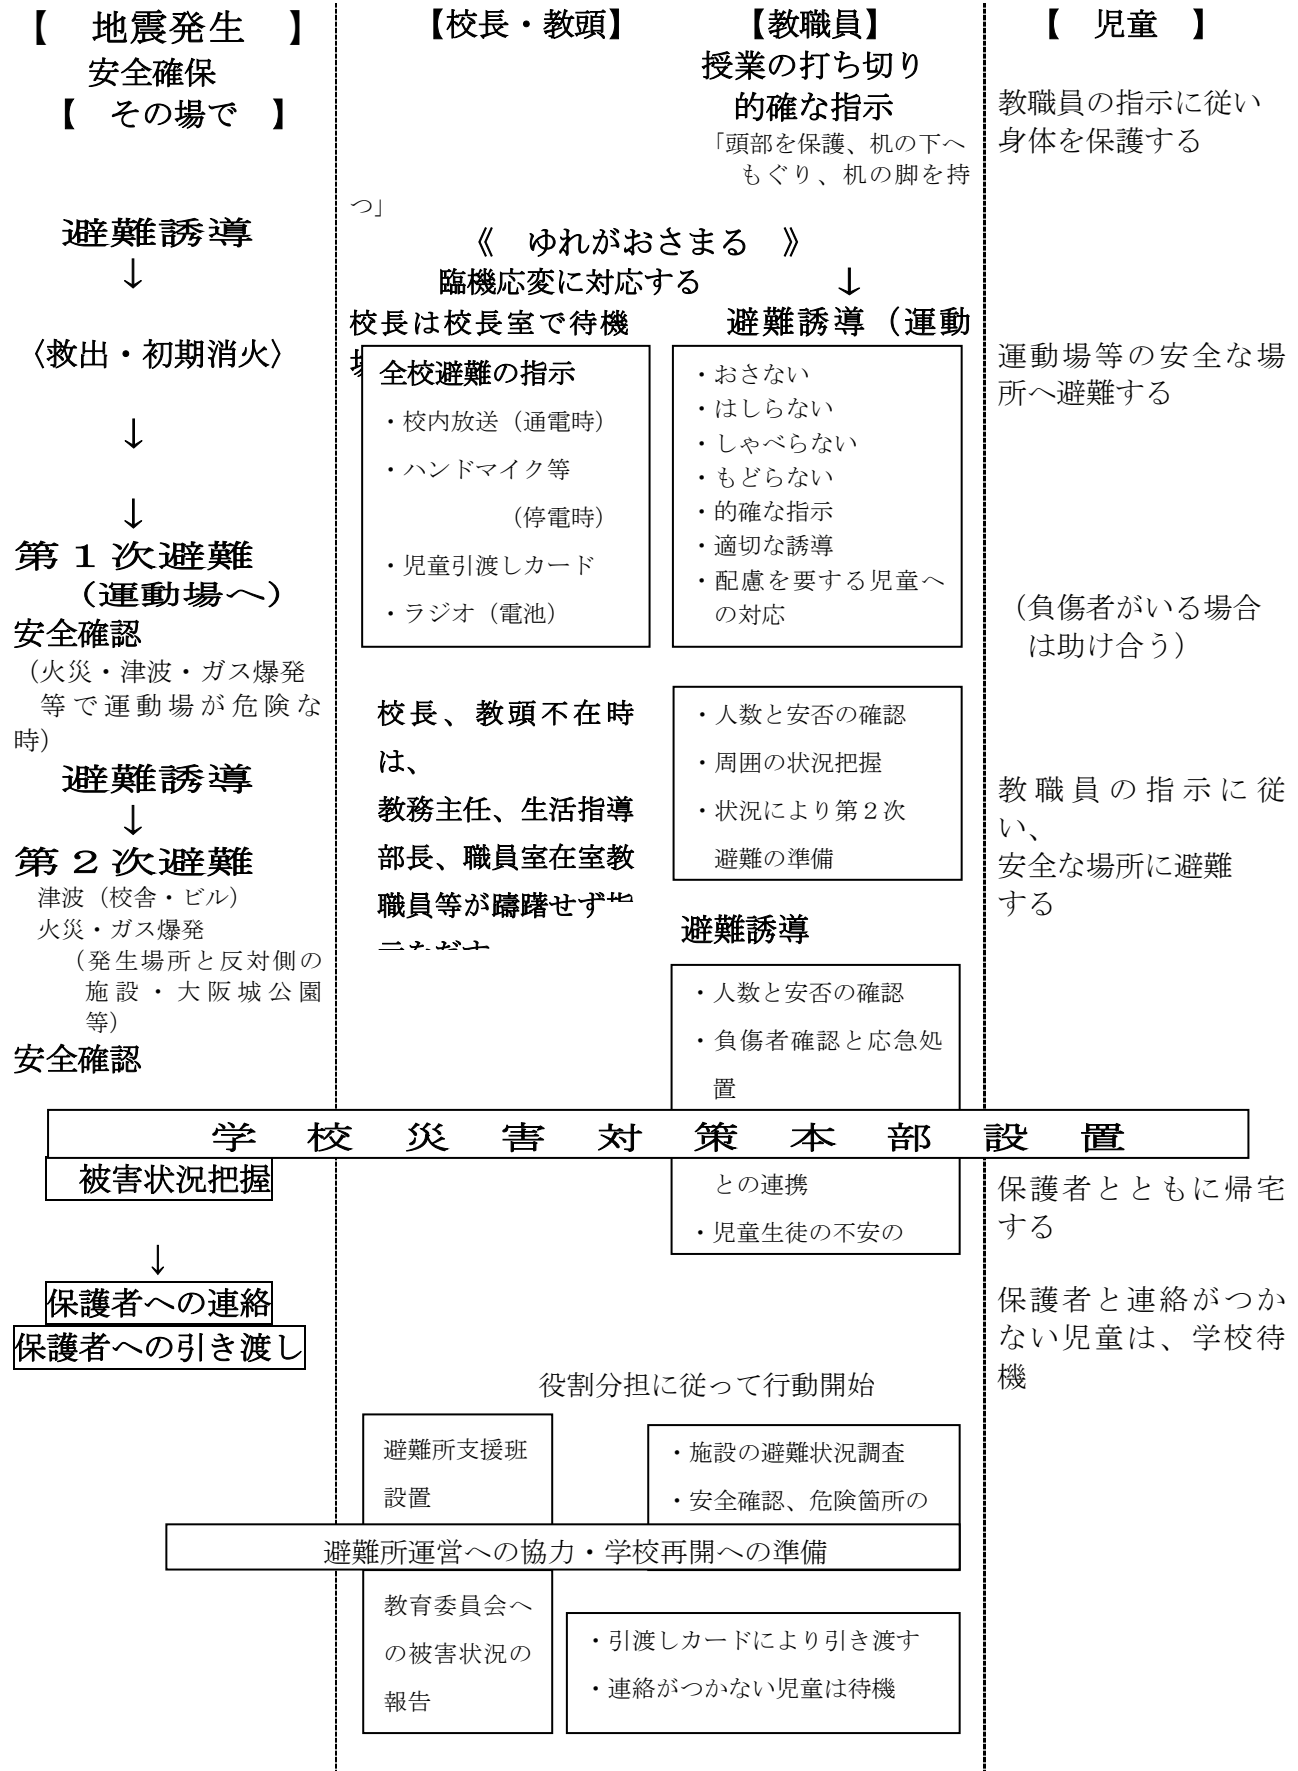 【　地震発生　】
安全確保
【　その場で　】
避難誘導
↓
〈救出・初期消火〉
↓
↓
第１次避難
（運動場へ）
安全確認
（火災・津波・ガス爆発
等で運動場が危険な
時）
避難誘導
↓
第２次避難
津波（校舎・ビル）
火災・ガス爆発
（発生場所と反対側の
施設・大阪城公園
等）
安全確認
【校長・教頭】
【教職員】
授業の打ち切り
的確な指示
「頭部を保護、机の下へ
もぐり、机の脚を持
つ」
《　ゆれがおさまる　》
臨機応変に対応する
↓
校長は校長室で待機
避難誘導（運動
全校避難の指示
・校内放送（通電時）
・ハンドマイク等
（停電時）
・児童引渡しカード
・ラジオ（電池）
・おさない
・はしらない
・しゃべらない
・もどらない
・的確な指示
・適切な誘導
・配慮を要する児童へ
の対応
校長、教頭不在時
は、
教務主任、生活指導
部長、職員室在室教
職員等が躊躇せず指
・人数と安否の確認
・周囲の状況把握
・状況により第２次
避難の準備
避難誘導
・人数と安否の確認
・負傷者確認と応急処
置
【　児童　】
教職員の指示に従い
身体を保護する
運動場等の安全な場
所へ避難する
（負傷者がいる場合
は助け合う）
教職員の指示に従
い、
安全な場所に避難
する
学校災害対策本部設置
被害状況把握
↓
保護者への連絡
保護者への引き渡し
との連携
・児童生徒の不安の
保護者とともに帰宅
する
保護者と連絡がつか
ない児童は、学校待
機
役割分担に従って行動開始
避難所支援班
設置
・施設の避難状況調査
・安全確認、危険箇所の
避難所運営への協力・学校再開への準備
教育委員会へ
の被害状況の
報告
・引渡しカードにより引き渡す
・連絡がつかない児童は待機